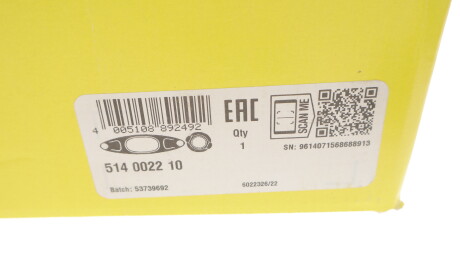 4 005108 892492
EAC
SCAN ME
Qty
1
SN: 9614071568688913
514 0022 10
Batch: 53739692
6022326/22